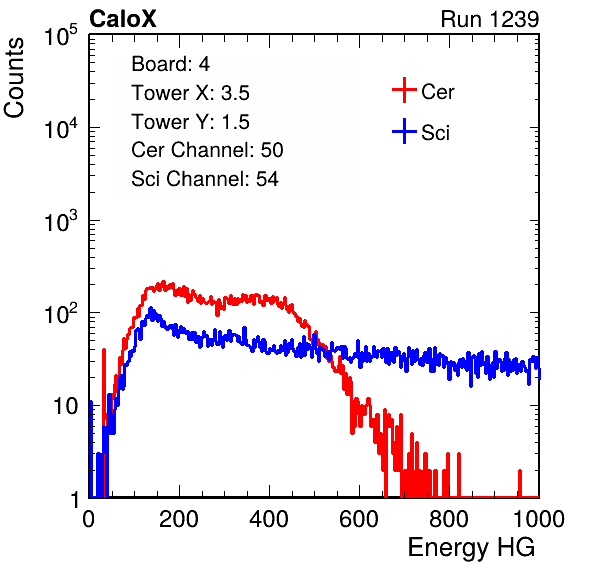 CaloX Run 1239
Counts
10^5
10^4
10^3
10^2
10
1
Board: 4
Tower X: 3.5
Tower Y: 1.5
Cer Channel: 50
Sci Channel: 54
Cer
Sci
0 200 400 600 800 1000
Energy HG